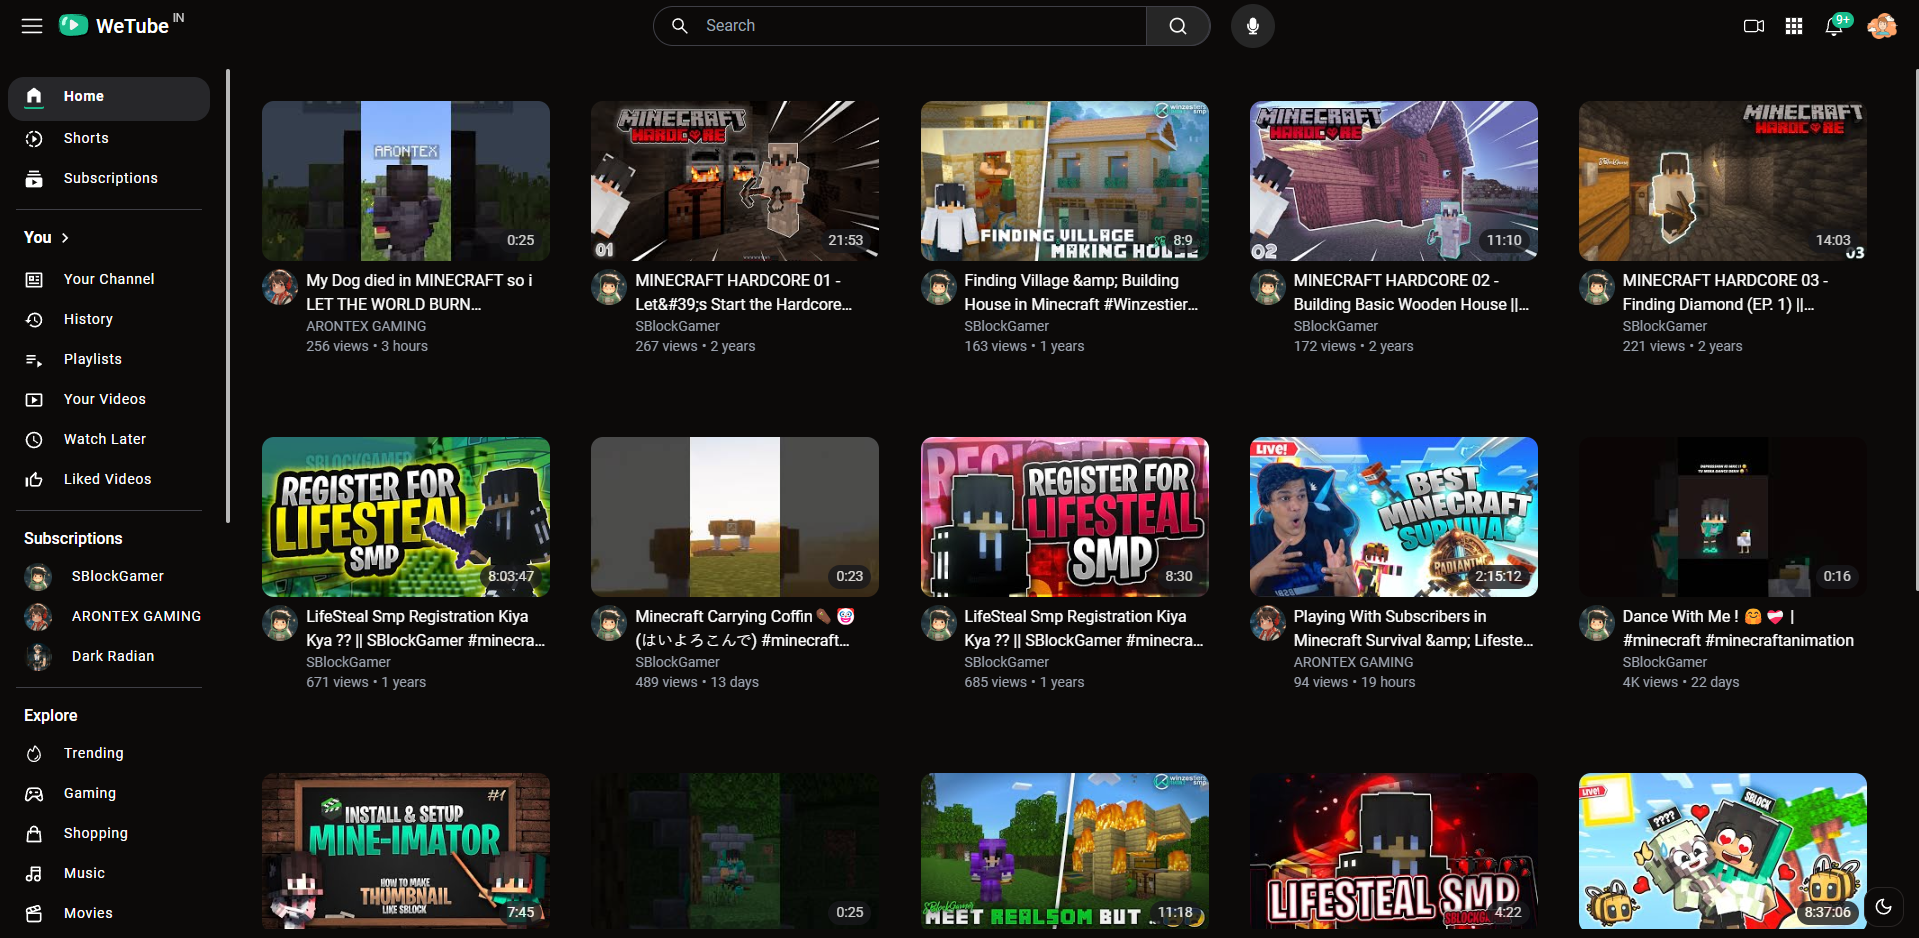 WeTube IN
Search
9+
Home
Shorts
Subscriptions
You
Your Channel
History
Playlists
Your Videos
Watch Later
Liked Videos
Subscriptions
SBlockGamer
ARONTEX GAMING
Dark Radian
Explore
Trending
Gaming
Shopping
Music
Movies
ARONTEX
0:25
My Dog died in MINECRAFT so i
LET THE WORLD BURN...
ARONTEX GAMING
256 views • 3 hours
MINECRAFT
HARDCORE
01
21:53
MINECRAFT HARDCORE 01 -
Let&#39;s Start the Hardcore...
SBlockGamer
267 views • 2 years
winzestiers
smp
FINDING VILLAGE
MAKING HOUSE
8:9
Finding Village &amp; Building
House in Minecraft #Winzestier...
SBlockGamer
163 views • 1 years
MINECRAFT
HARDCORE
02
11:10
MINECRAFT HARDCORE 02 -
Building Basic Wooden House ||...
SBlockGamer
172 views • 2 years
MINECRAFT
HARDCORE
SBlockGamer
14:03
03
MINECRAFT HARDCORE 03 -
Finding Diamond (EP. 1) ||...
SBlockGamer
221 views • 2 years
SBLOCKGAMER
REGISTER FOR
LIFESTEAL
SMP
8:03:47
LifeSteal Smp Registration Kiya
Kya ?? || SBlockGamer #minecra...
SBlockGamer
671 views • 1 years
0:23
Minecraft Carrying Coffin⚰️🤡
(はいよろこんで) #minecraft...
SBlockGamer
489 views • 13 days
REGISTER FO
REGISTER FOR
LIFESTEAL
SMP
8:30
LifeSteal Smp Registration Kiya
Kya ?? || SBlockGamer #minecra...
SBlockGamer
685 views • 1 years
LIVE!
BEST
MINECRAFT
SURVIVAL
RADIANTMC
2:15:12
Playing With Subscribers in
Minecraft Survival &amp; Lifeste...
ARONTEX GAMING
94 views • 19 hours
0:16
Dance With Me ! 🤗 ❤️‍🩹 |
#minecraft #minecraftanimation
SBlockGamer
4K views • 22 days
#1
INSTALL & SETUP
MINE-IMATOR
HOW TO MAKE
THUMBNAIL
LIKE SBLOCK
7:45
0:25
winzestiers
smp
SBlockGamer
MEET REALSOM BUT
11:18
LIFESTEAL SMP
SBLOCKGAMER
4:22
LIVE!
????
SBLOCK
8:37:06